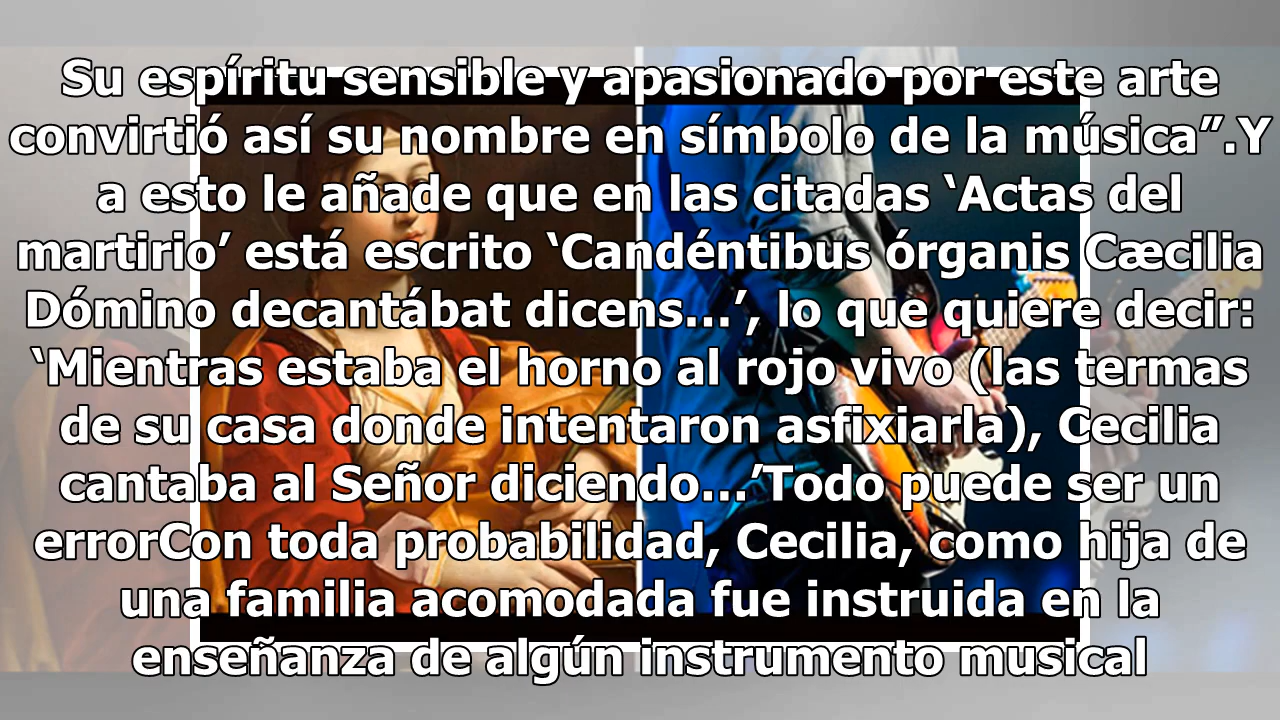 Su espíritu sensible y apasionado por este arte
convirtió así su nombre en símbolo de la música”.Y
a esto le añade que en las citadas ‘Actas del
martirio’ está escrito ‘Candéntibus órganis Cæcilia
Dómino decantábat dicens...’, lo que quiere decir:
‘Mientras estaba el horno al rojo vivo (las termas
de su casa donde intentaron asfixiarla), Cecilia
cantaba al Señor diciendo...’Todo puede ser un
errorCon toda probabilidad, Cecilia, como hija de
una familia acomodada fue instruida en la
enseñanza de algún instrumento musical